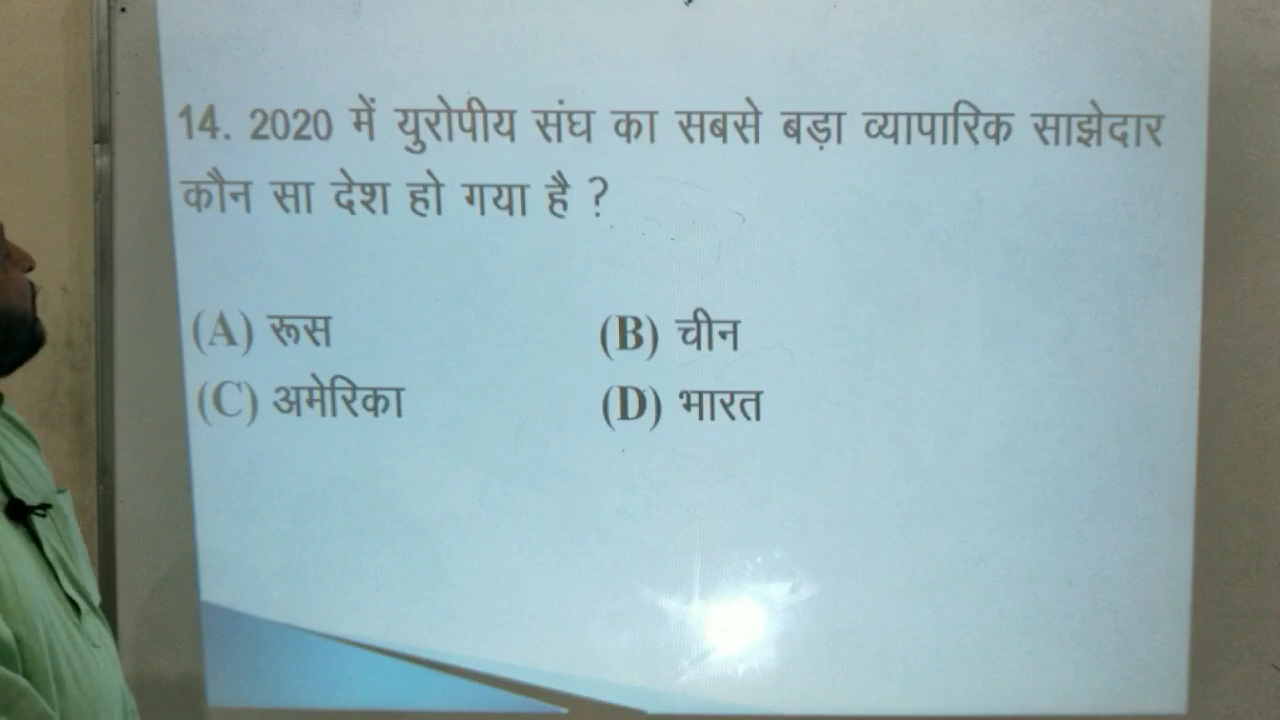 14. 2020 में युरोपीय संघ का सबसे बड़ा व्यापारिक साझेदार
कौन सा देश हो गया है ?
(A) रूस (B) चीन
(C) अमेरिका (D) भारत